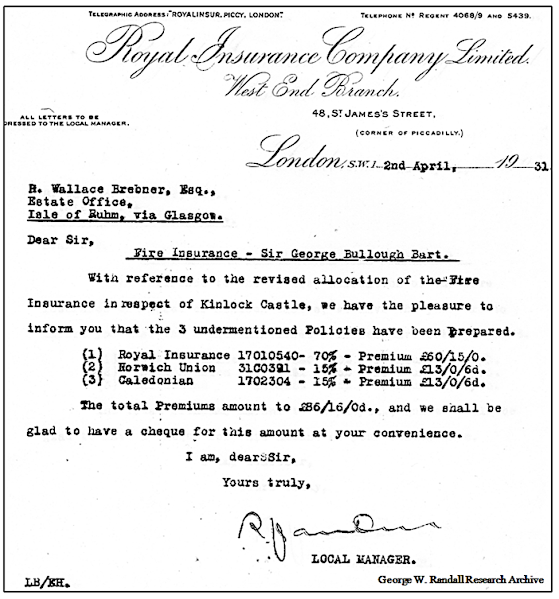 TELEGRAPHIC ADDRESS: "ROYALINSUR, PICCY, LONDON". TELEPHONE Nº REGENT 4068/9 AND 5439.
Royal Insurance Company Limited.
West End Branch.
ALL LETTERS TO BE
DRESSED TO THE LOCAL MANAGER.
48, ST JAMES'S STREET,
(CORNER OF PICCADILLY.)
London, S.W.1. 2nd April, 19 31
R. Wallace Brebner, Esq.,
Estate Office,
Isle of Ruhm, via Glasgow.
Dear Sir,
Fire Insurance - Sir George Bullough Bart.
With reference to the revised allocation of the Fire
Insurance in respect of Kinlock Castle, we have the pleasure to
inform you that the 3 undermentioned Policies have been prepared.
(1) Royal Insurance 17010540- 70% - Premium £60/15/0.
(2) Norwich Union 31C0391 - 15% - Premium £13/0/6d.
(3) Caledonian 1702304 - 15% - Premium £13/0/6d.
The total Premiums amount to £86/16/0d., and we shall be
glad to have a cheque for this amount at your convenience.
I am, dear Sir,
Yours truly,
LOCAL MANAGER.
LB/EH.
George W. Randall Research Archive